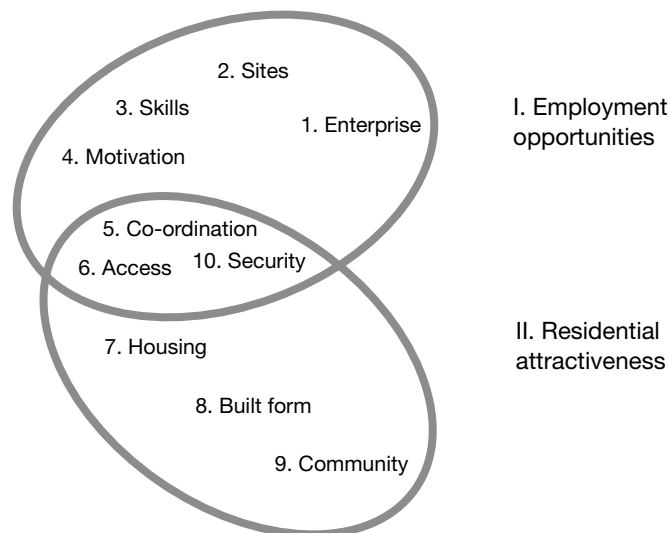 2. Sites
3. Skills
1. Enterprise
4. Motivation
I. Employment
opportunities
5. Co-ordination
6. Access
10. Security
7. Housing
8. Built form
9. Community
II. Residential
attractiveness